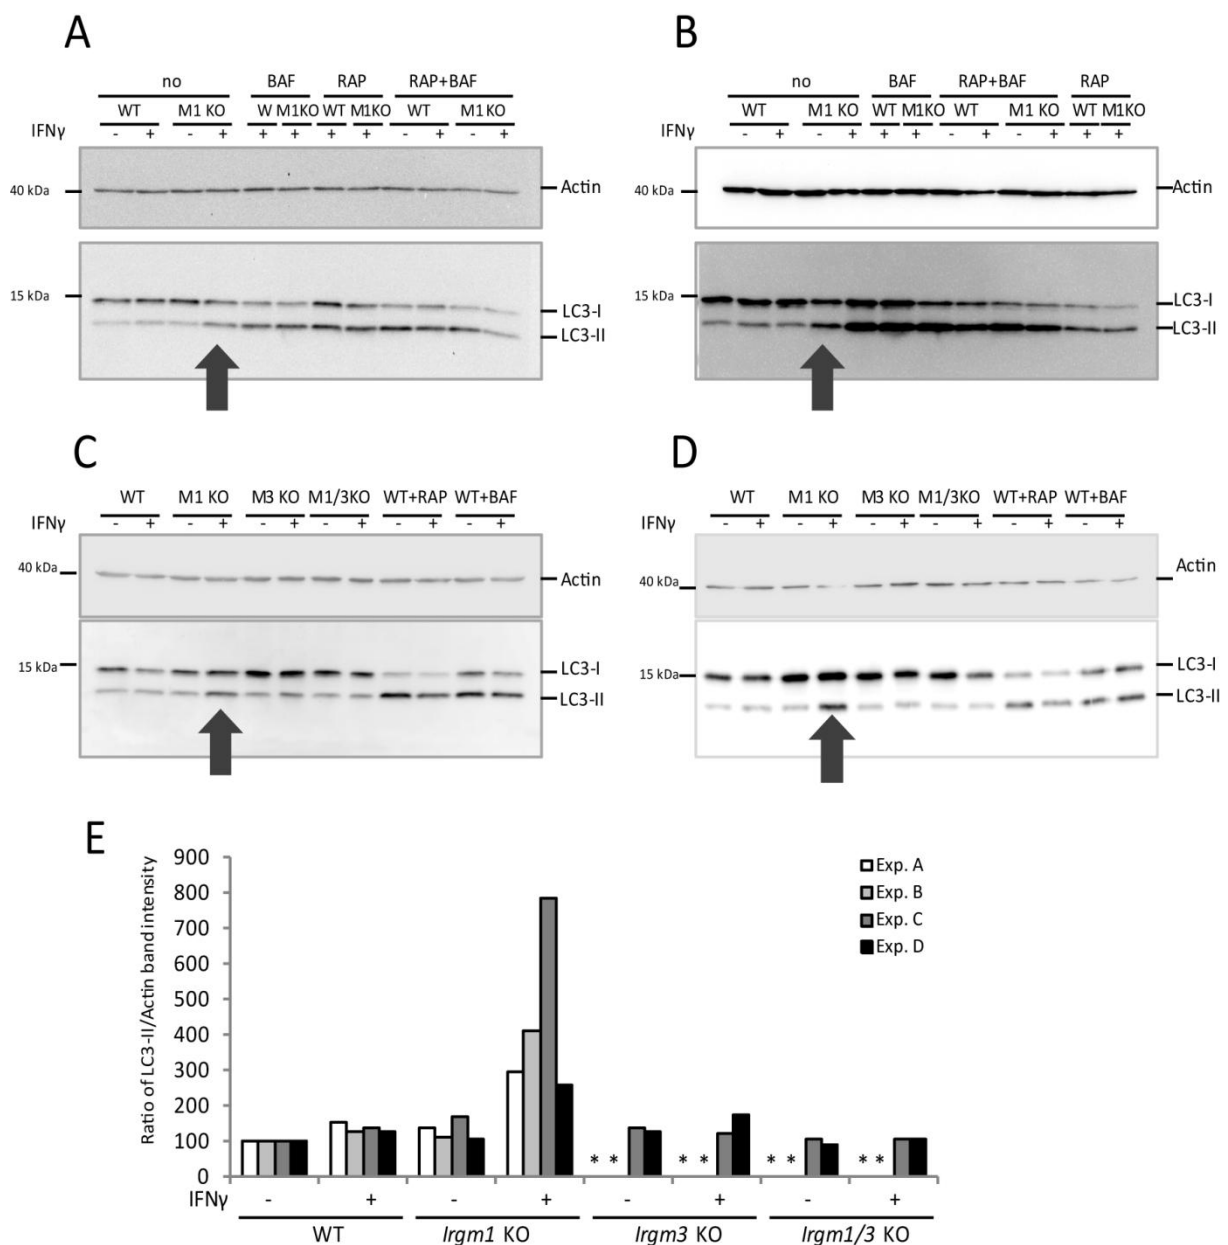 A
no BAF RAP RAP+BAF
WT M1 KO W M1KO WT M1KO WT M1KO
IFNγ - + - + + + + + - + - +
40 kDa Actin
15 kDa LC3-I
LC3-II
B
no BAF RAP+BAF RAP
WT M1 KO WT M1KO WT M1 KO WT M1KO
IFNγ - + - + + + - + - + + +
40 kDa Actin
15 kDa LC3-I
LC3-II
C
WT M1 KO M3 KO M1/3KO WT+RAP WT+BAF
IFNγ - + - + - + - + - + - +
40 kDa Actin
15 kDa LC3-I
LC3-II
D
WT M1 KO M3 KO M1/3KO WT+RAP WT+BAF
IFNγ - + - + - + - + - + - +
Actin
40 kDa
15 kDa LC3-I
LC3-II
E
Ratio of LC3-II/Actin band intensity
900
800
700
600
500
400
300
200
100
0
Exp. A
Exp. B
Exp. C
Exp. D
* * * * * * * *
IFNγ - + - + - + - +
WT Irgm1 KO Irgm3 KO Irgm1/3 KO